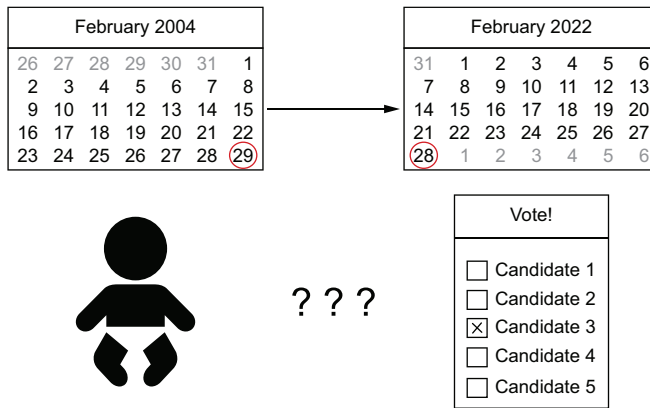 February 2004
26 27 28 29 30 31 1
2 3 4 5 6 7 8
9 10 11 12 13 14 15
16 17 18 19 20 21 22
23 24 25 26 27 28 29
February 2022
31 1 2 3 4 5 6
7 8 9 10 11 12 13
14 15 16 17 18 19 20
21 22 23 24 25 26 27
28 1 2 3 4 5 6
? ? ?
Vote!
Candidate 1
Candidate 2
Candidate 3
Candidate 4
Candidate 5